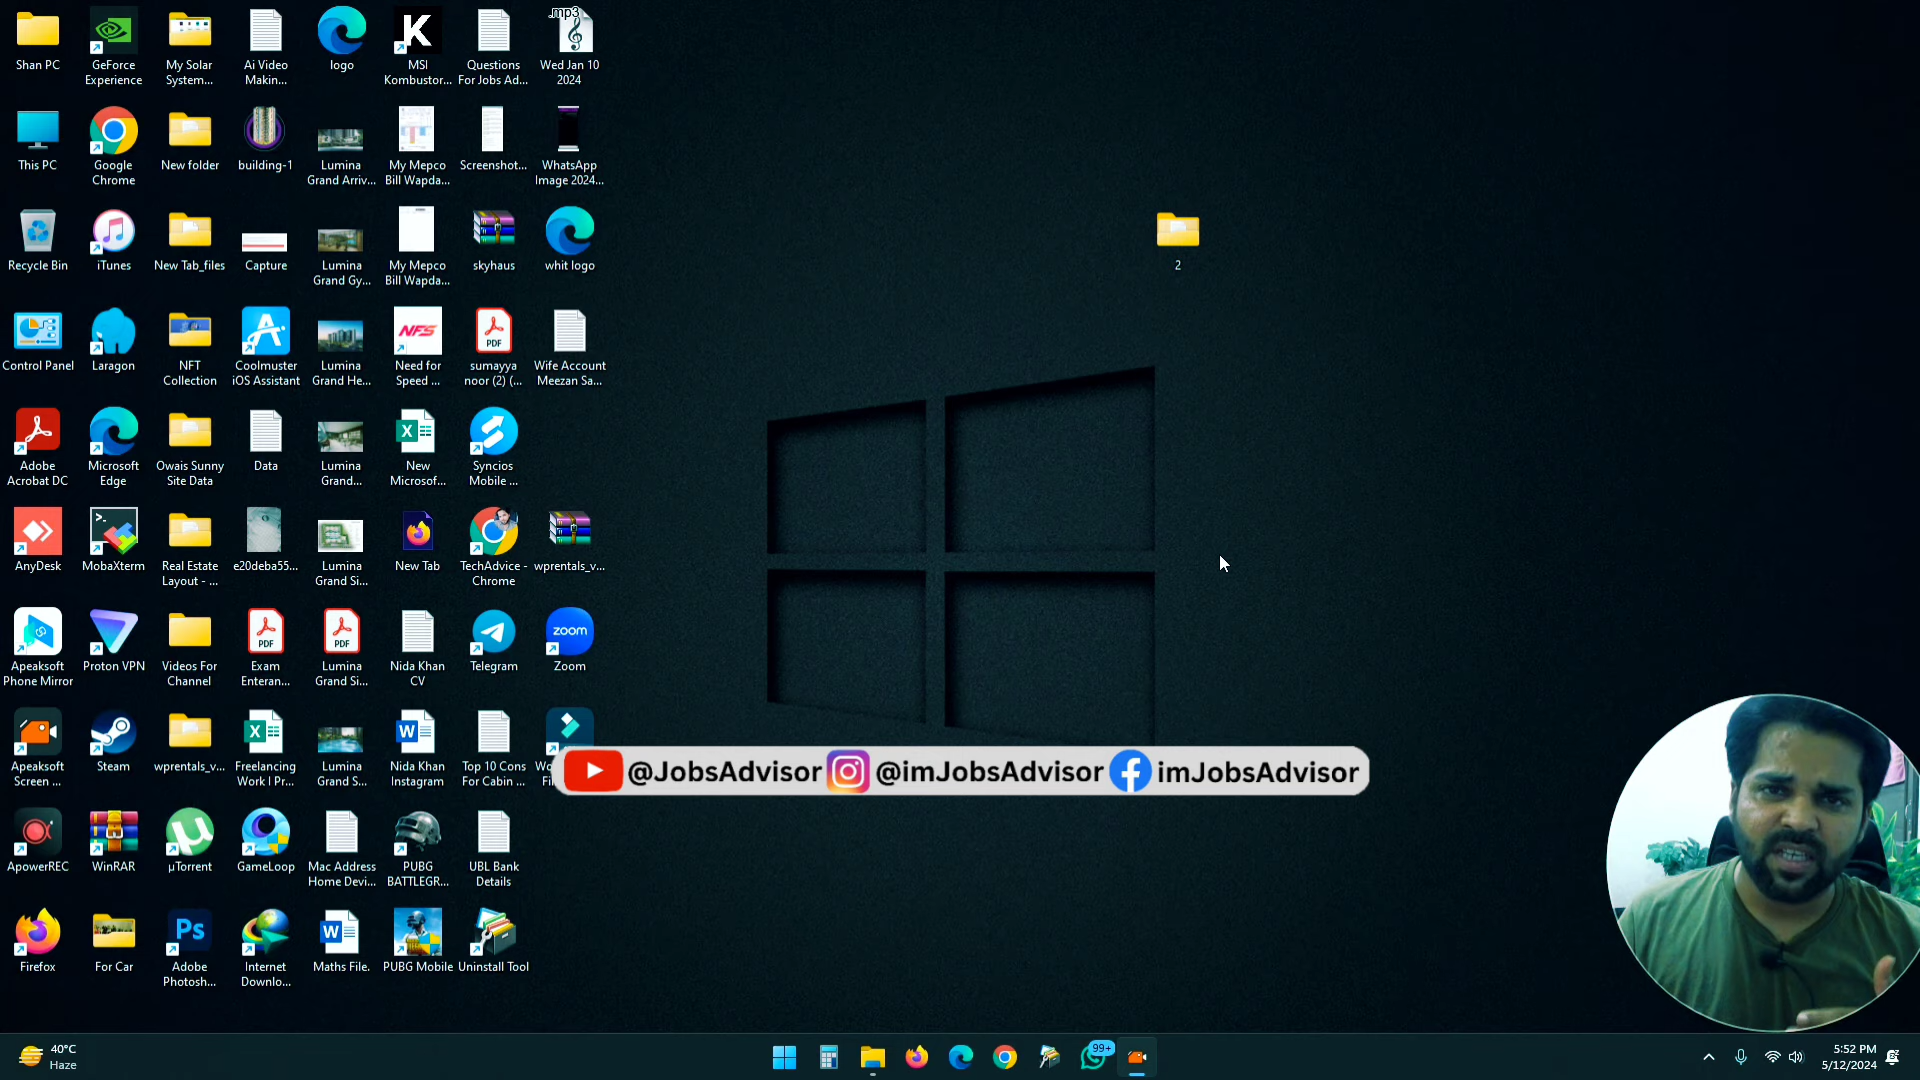 Shan PC
GeForce
Experience
My Solar
System...
Ai Video
Makin...
logo
K
MSI
Kombustor...
Questions
For Jobs Ad...
.mp3
Wed Jan 10
2024
This PC
Google
Chrome
New folder
building-1
Lumina
Grand Arriv...
My Mepco
Bill Wapda...
Screenshot...
WhatsApp
Image 2024...
Recycle Bin
iTunes
New Tab_files
Capture
Lumina
Grand Gy...
My Mepco
Bill Wapda...
skyhaus
whit logo
2
Control Panel
Laragon
NFT
Collection
Coolmuster
iOS Assistant
Lumina
Grand He...
NFS
Need for
Speed ...
PDF
sumayya
noor (2) (...
Wife Account
Meezan Sa...
Adobe
Acrobat DC
Microsoft
Edge
Owais Sunny
Site Data
Data
Lumina
Grand...
New
Microsof...
Syncios
Mobile ...
AnyDesk
MobaXterm
Real Estate
Layout - ...
e20deba55...
Lumina
Grand Si...
New Tab
TechAdvice -
Chrome
wprentals_v...
Apeaksoft
Phone Mirror
Proton VPN
Videos For
Channel
PDF
Exam
Enteran...
PDF
Lumina
Grand Si...
Nida Khan
CV
Telegram
zoom
Zoom
Apeaksoft
Screen ...
Steam
wprentals_v...
Freelancing
Work I Pr...
Lumina
Grand S...
Nida Khan
Instagram
Top 10 Cons
For Cabin ...
@JobsAdvisor @imJobsAdvisor imJobsAdvisor
ApowerREC
WinRAR
µTorrent
GameLoop
Mac Address
Home Devi...
PUBG
BATTLEGR...
UBL Bank
Details
Firefox
For Car
Ps
Adobe
Photosh...
Internet
Downlo...
Maths File.
PUBG Mobile
Uninstall Tool
40°C
Haze
99+
5:52 PM
5/12/2024